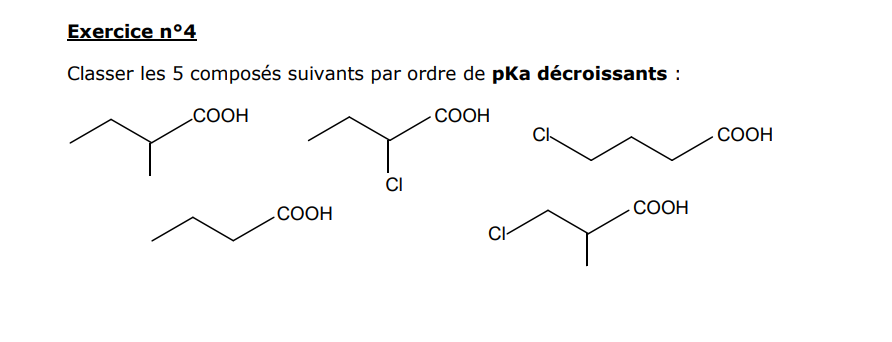 Exercice n°4
Classer les 5 composés suivants par ordre de pKa décroissants :
COOH
COOH
Cl
Cl
COOH
COOH
Cl
COOH